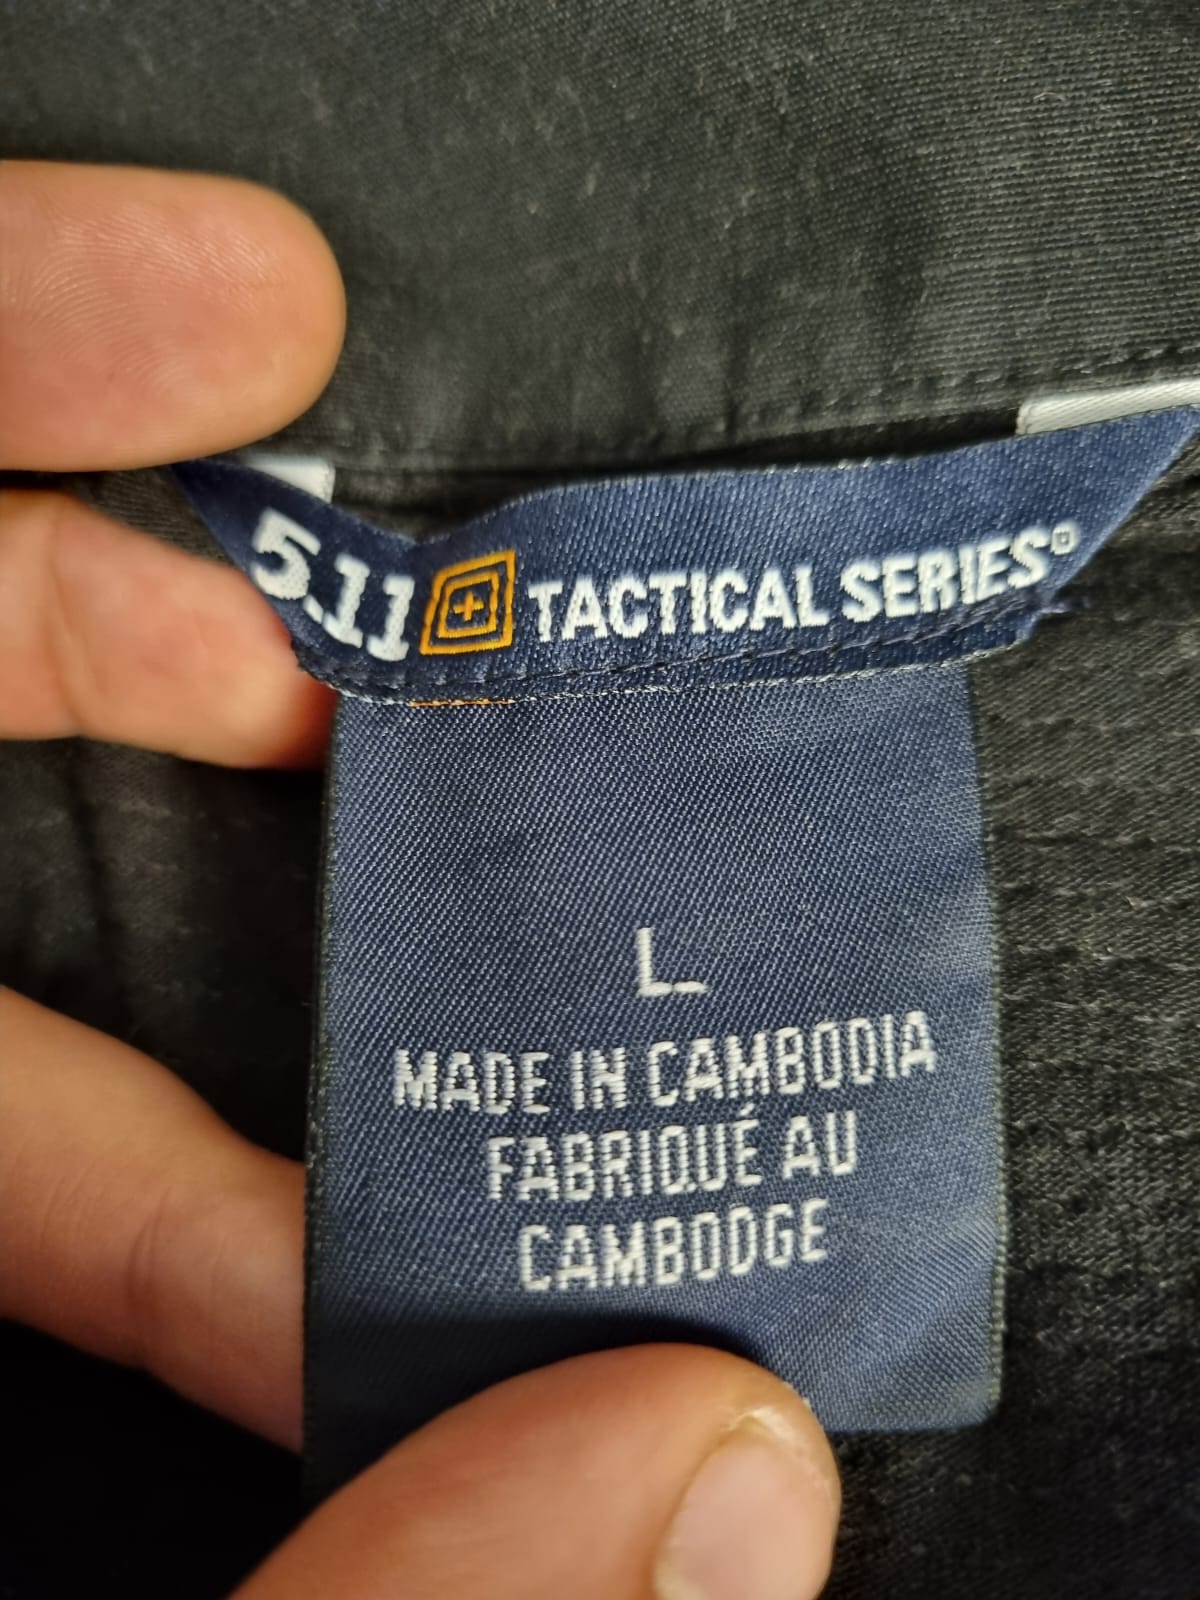 5.11 TACTICAL SERIES®
L
MADE IN CAMBODIA
FABRIQUÉ AU
CAMBODGE